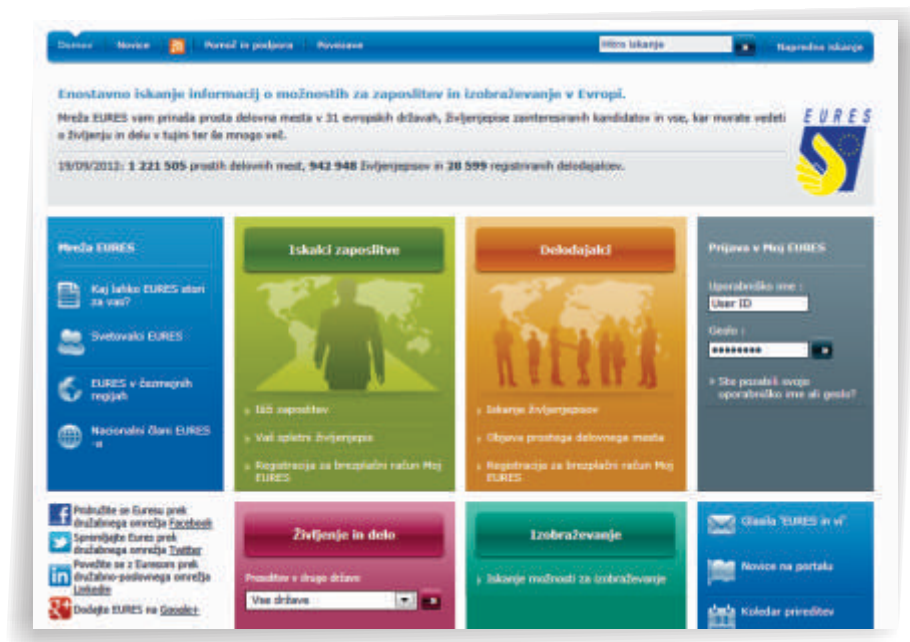 Domov Novice Pomoč in podpora Povezave
Hitro iskanje
Napredno iskanje
Enostavno iskanje informacij o možnostih za zaposlitev in izobraževanje v Evropi.
Mreža EURES vam prinaša prosta delovna mesta v 31 evropskih državah, življenjepise zainteresiranih kandidatov in vse, kar morate vedeti
o življenju in delu v tujini ter še mnogo več.
19/09/2012: 1 221 505 prostih delovnih mest, 942 948 življenjepisov in 28 599 registriranih delodajalcev.
EURES
Mreža EURES
Kaj lahko EURES stori
za vas?
Svetovalci EURES
EURES v čezmejnih
regijah
Nacionalni člani EURES
-a
Iskalci zaposlitve
› Išči zaposlitev
› Vaš spletni življenjepis
› Registracija za brezplačni račun Moj
EURES
Delodajalci
› Iskanje življenjepisov
› Objava prostega delovnega mesta
› Registracija za brezplačni račun Moj
EURES
Prijava v Moj EURES
Uporabniško ime :
User ID
Geslo :
» Ste pozabili svoje
uporabniško ime ali geslo?
Pridružite se Euresu prek
družabnega omrežja Facebook
Spremljajte Eures prek
družabnega omrežja Twitter
Povežite se z Euresom prek
družabno-poslovnega omrežja
Linkedin
Dodajte EURES na Google+
Življenje in delo
Preselitev v drugo državo
Vse države
Izobraževanje
› Iskanje možnosti za izobraževanje
Glasilo "EURES in vi"
Novice na portalu
Koledar prireditev